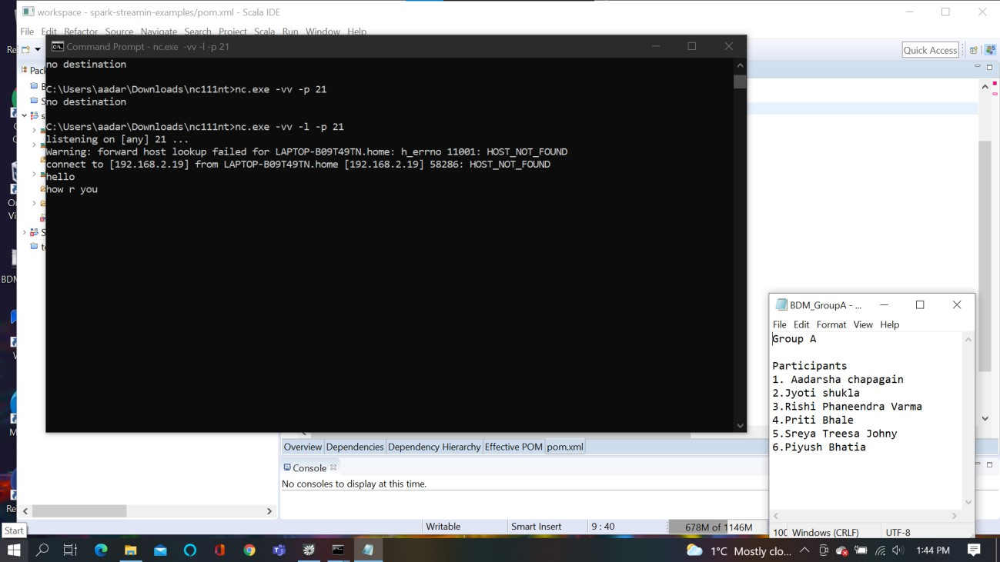 workspace - spark-streamin-examples/pom.xml - Scala IDE
File Edit Refactor Source Navigate Search Project Scala Run Window Help
Quick Access
Command Prompt - nc.exe -vv -l -p 21
no destination
C:\Users\aadar\Downloads\nc111nt>nc.exe -vv -p 21
no destination
C:\Users\aadar\Downloads\nc111nt>nc.exe -vv -l -p 21
listening on [any] 21 ...
Warning: forward host lookup failed for LAPTOP-B09T49TN.home: h_errno 11001: HOST_NOT_FOUND
connect to [192.168.2.19] from LAPTOP-B09T49TN.home [192.168.2.19] 58286: HOST_NOT_FOUND
hello
how r you
BDM_GroupA - ...
File Edit Format View Help
Group A
Participants
1. Aadarsha chapagain
2.Jyoti shukla
3.Rishi Phaneendra Varma
4.Priti Bhale
5.Sreya Treesa Johny
6.Piyush Bhatia
100 Windows (CRLF) UTF-8
Overview Dependencies Dependency Hierarchy Effective POM pom.xml
Console
No consoles to display at this time.
Writable Smart Insert 9 : 40 678M of 1146M
Start
1°C Mostly clo... 1:44 PM